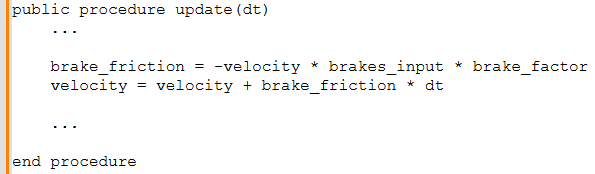 public procedure update(dt)
...
brake_friction = -velocity * brakes_input * brake_factor
velocity = velocity + brake_friction * dt
...
end procedure